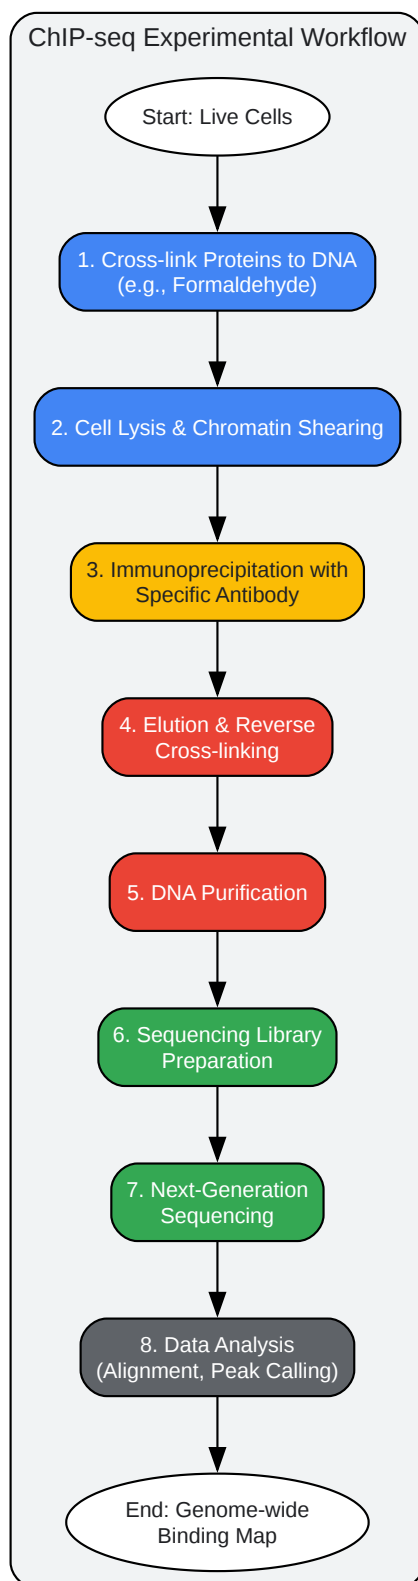 ChIP-seq Experimental Workflow
Start: Live Cells
1. Cross-link Proteins to DNA
(e.g., Formaldehyde)
2. Cell Lysis & Chromatin Shearing
3. Immunoprecipitation with
Specific Antibody
4. Elution & Reverse
Cross-linking
5. DNA Purification
6. Sequencing Library
Preparation
7. Next-Generation
Sequencing
8. Data Analysis
(Alignment, Peak Calling)
End: Genome-wide
Binding Map